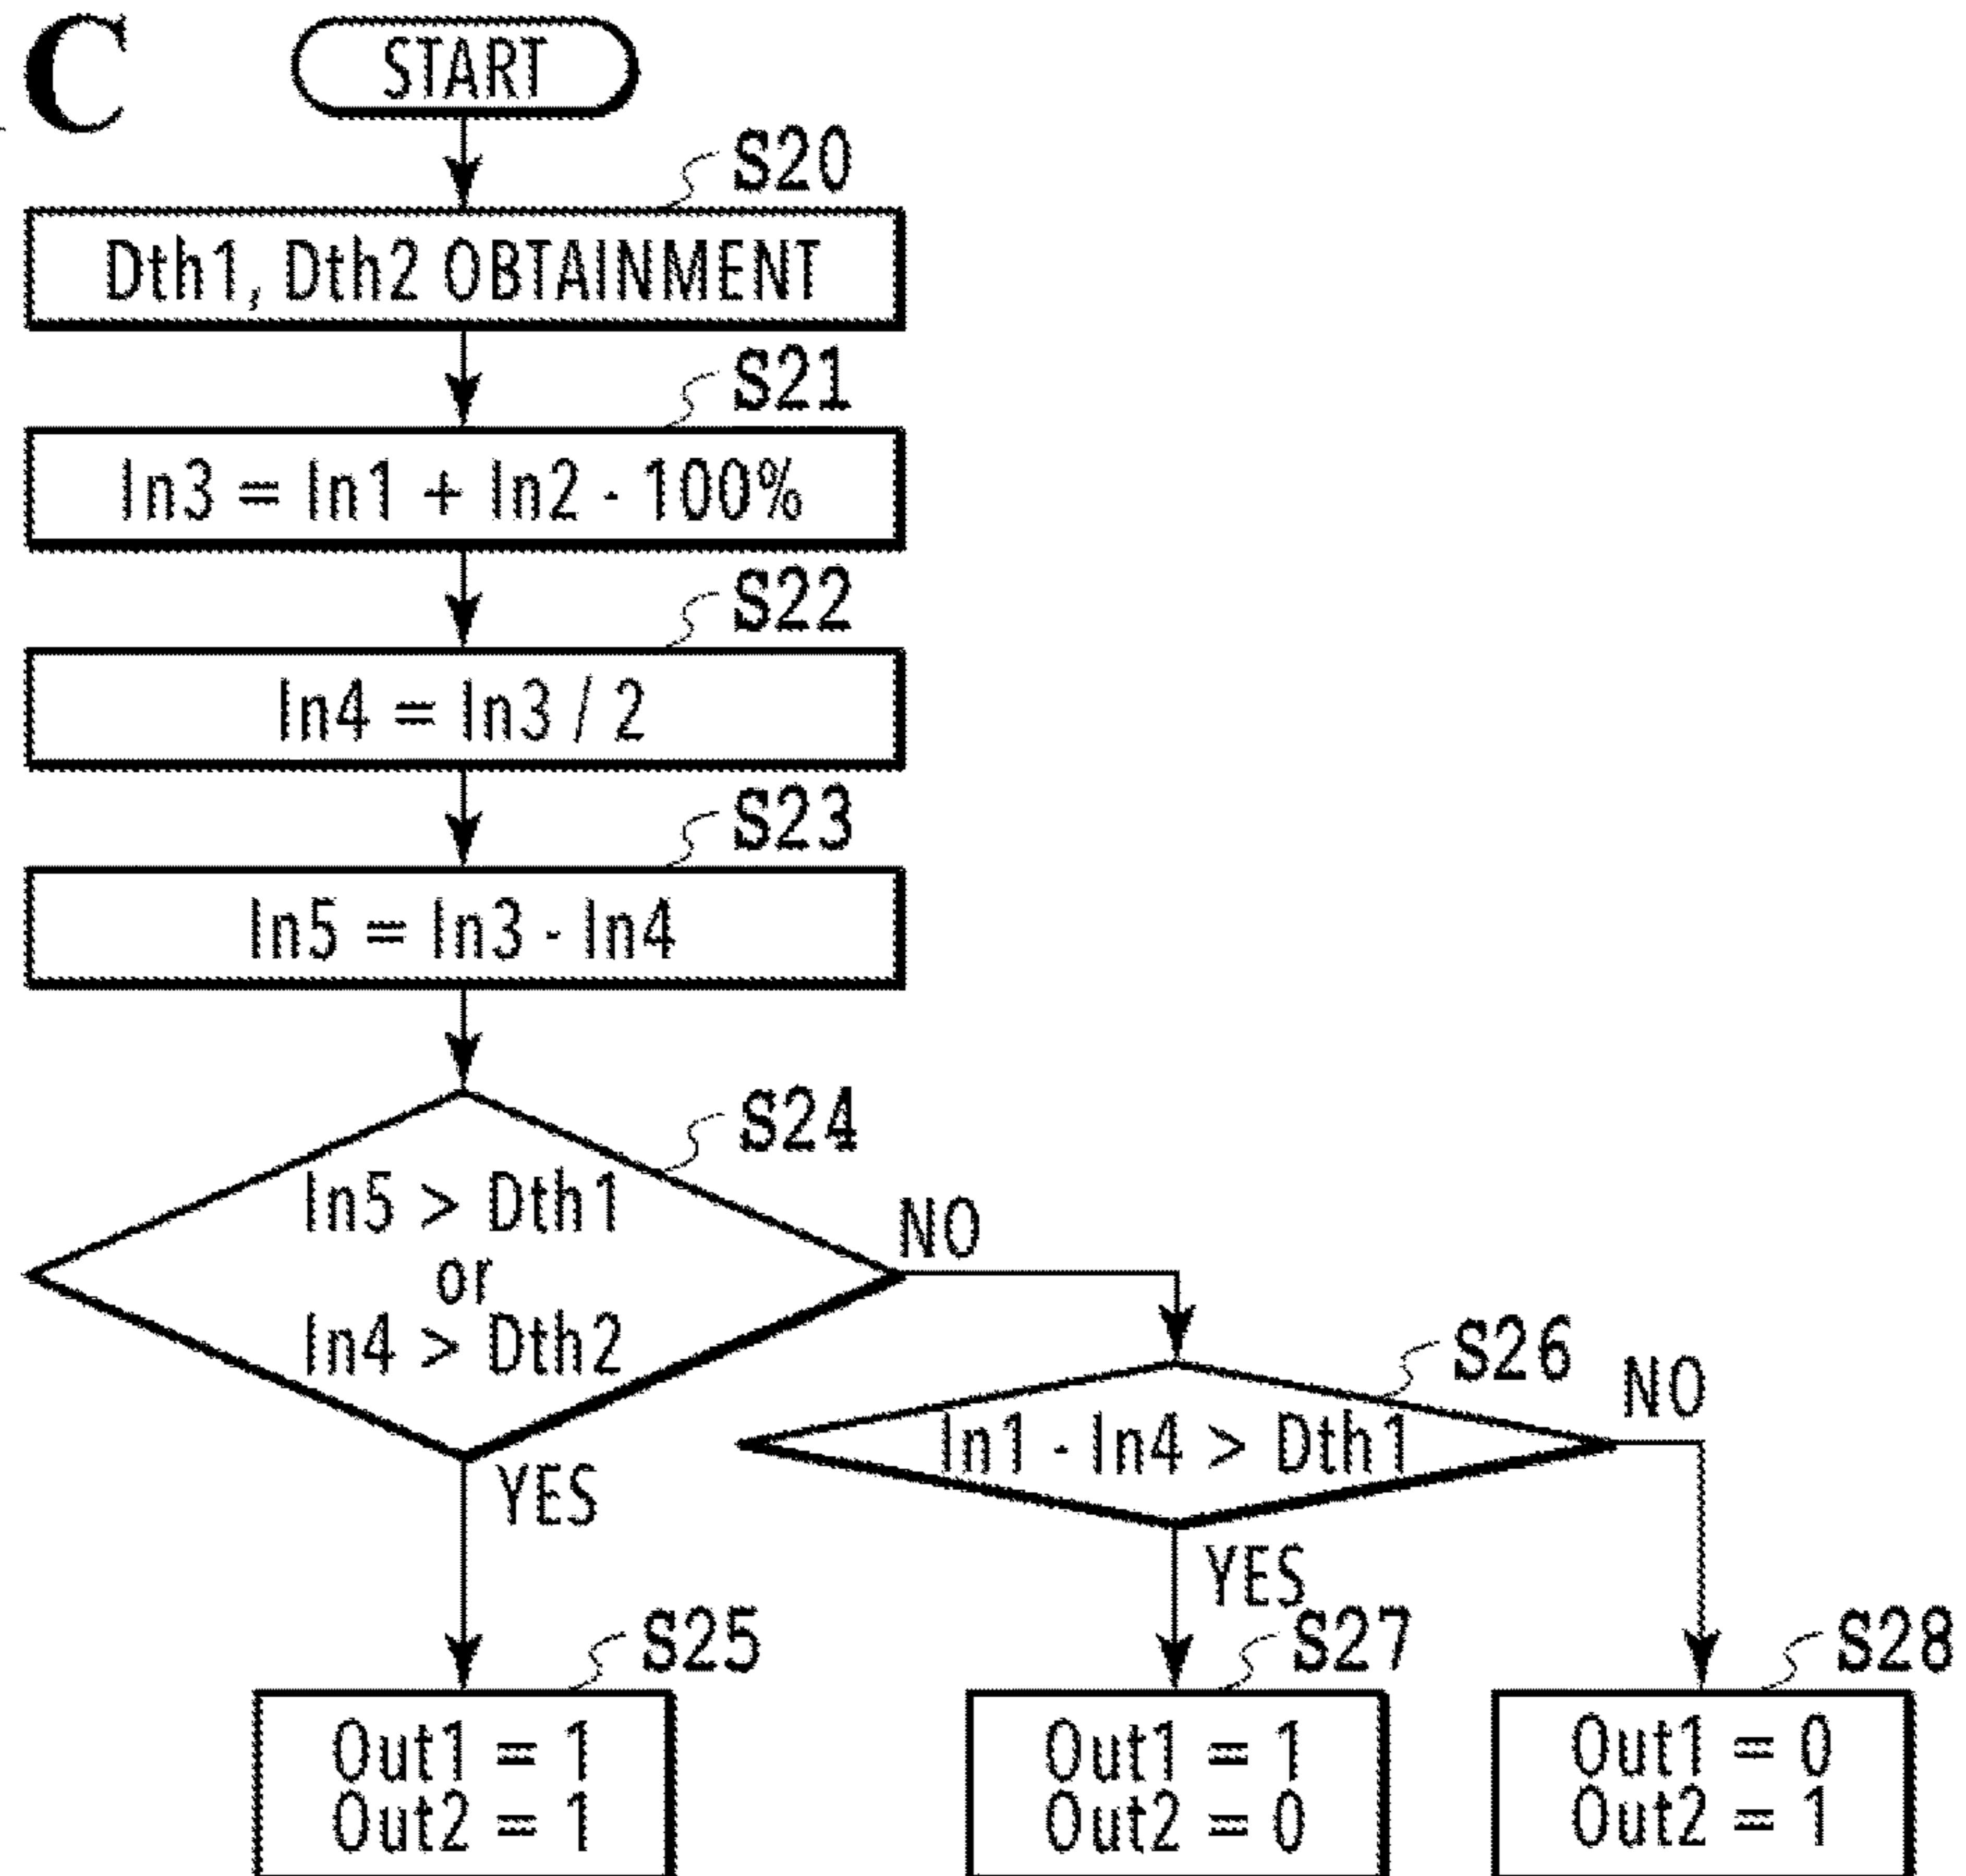 C
START
S20
Dth1, Dth2 OBTAINMENT
S21
In3 = In1 + In2 - 100%
S22
In4 = In3 / 2
S23
In5 = In3 - In4
S24
In5 > Dth1
or
In4 > Dth2
NO
YES
S26
In1 - In4 > Dth1
NO
YES
S25
Out1 = 1
Out2 = 1
S27
Out1 = 1
Out2 = 0
S28
Out1 = 0
Out2 = 1